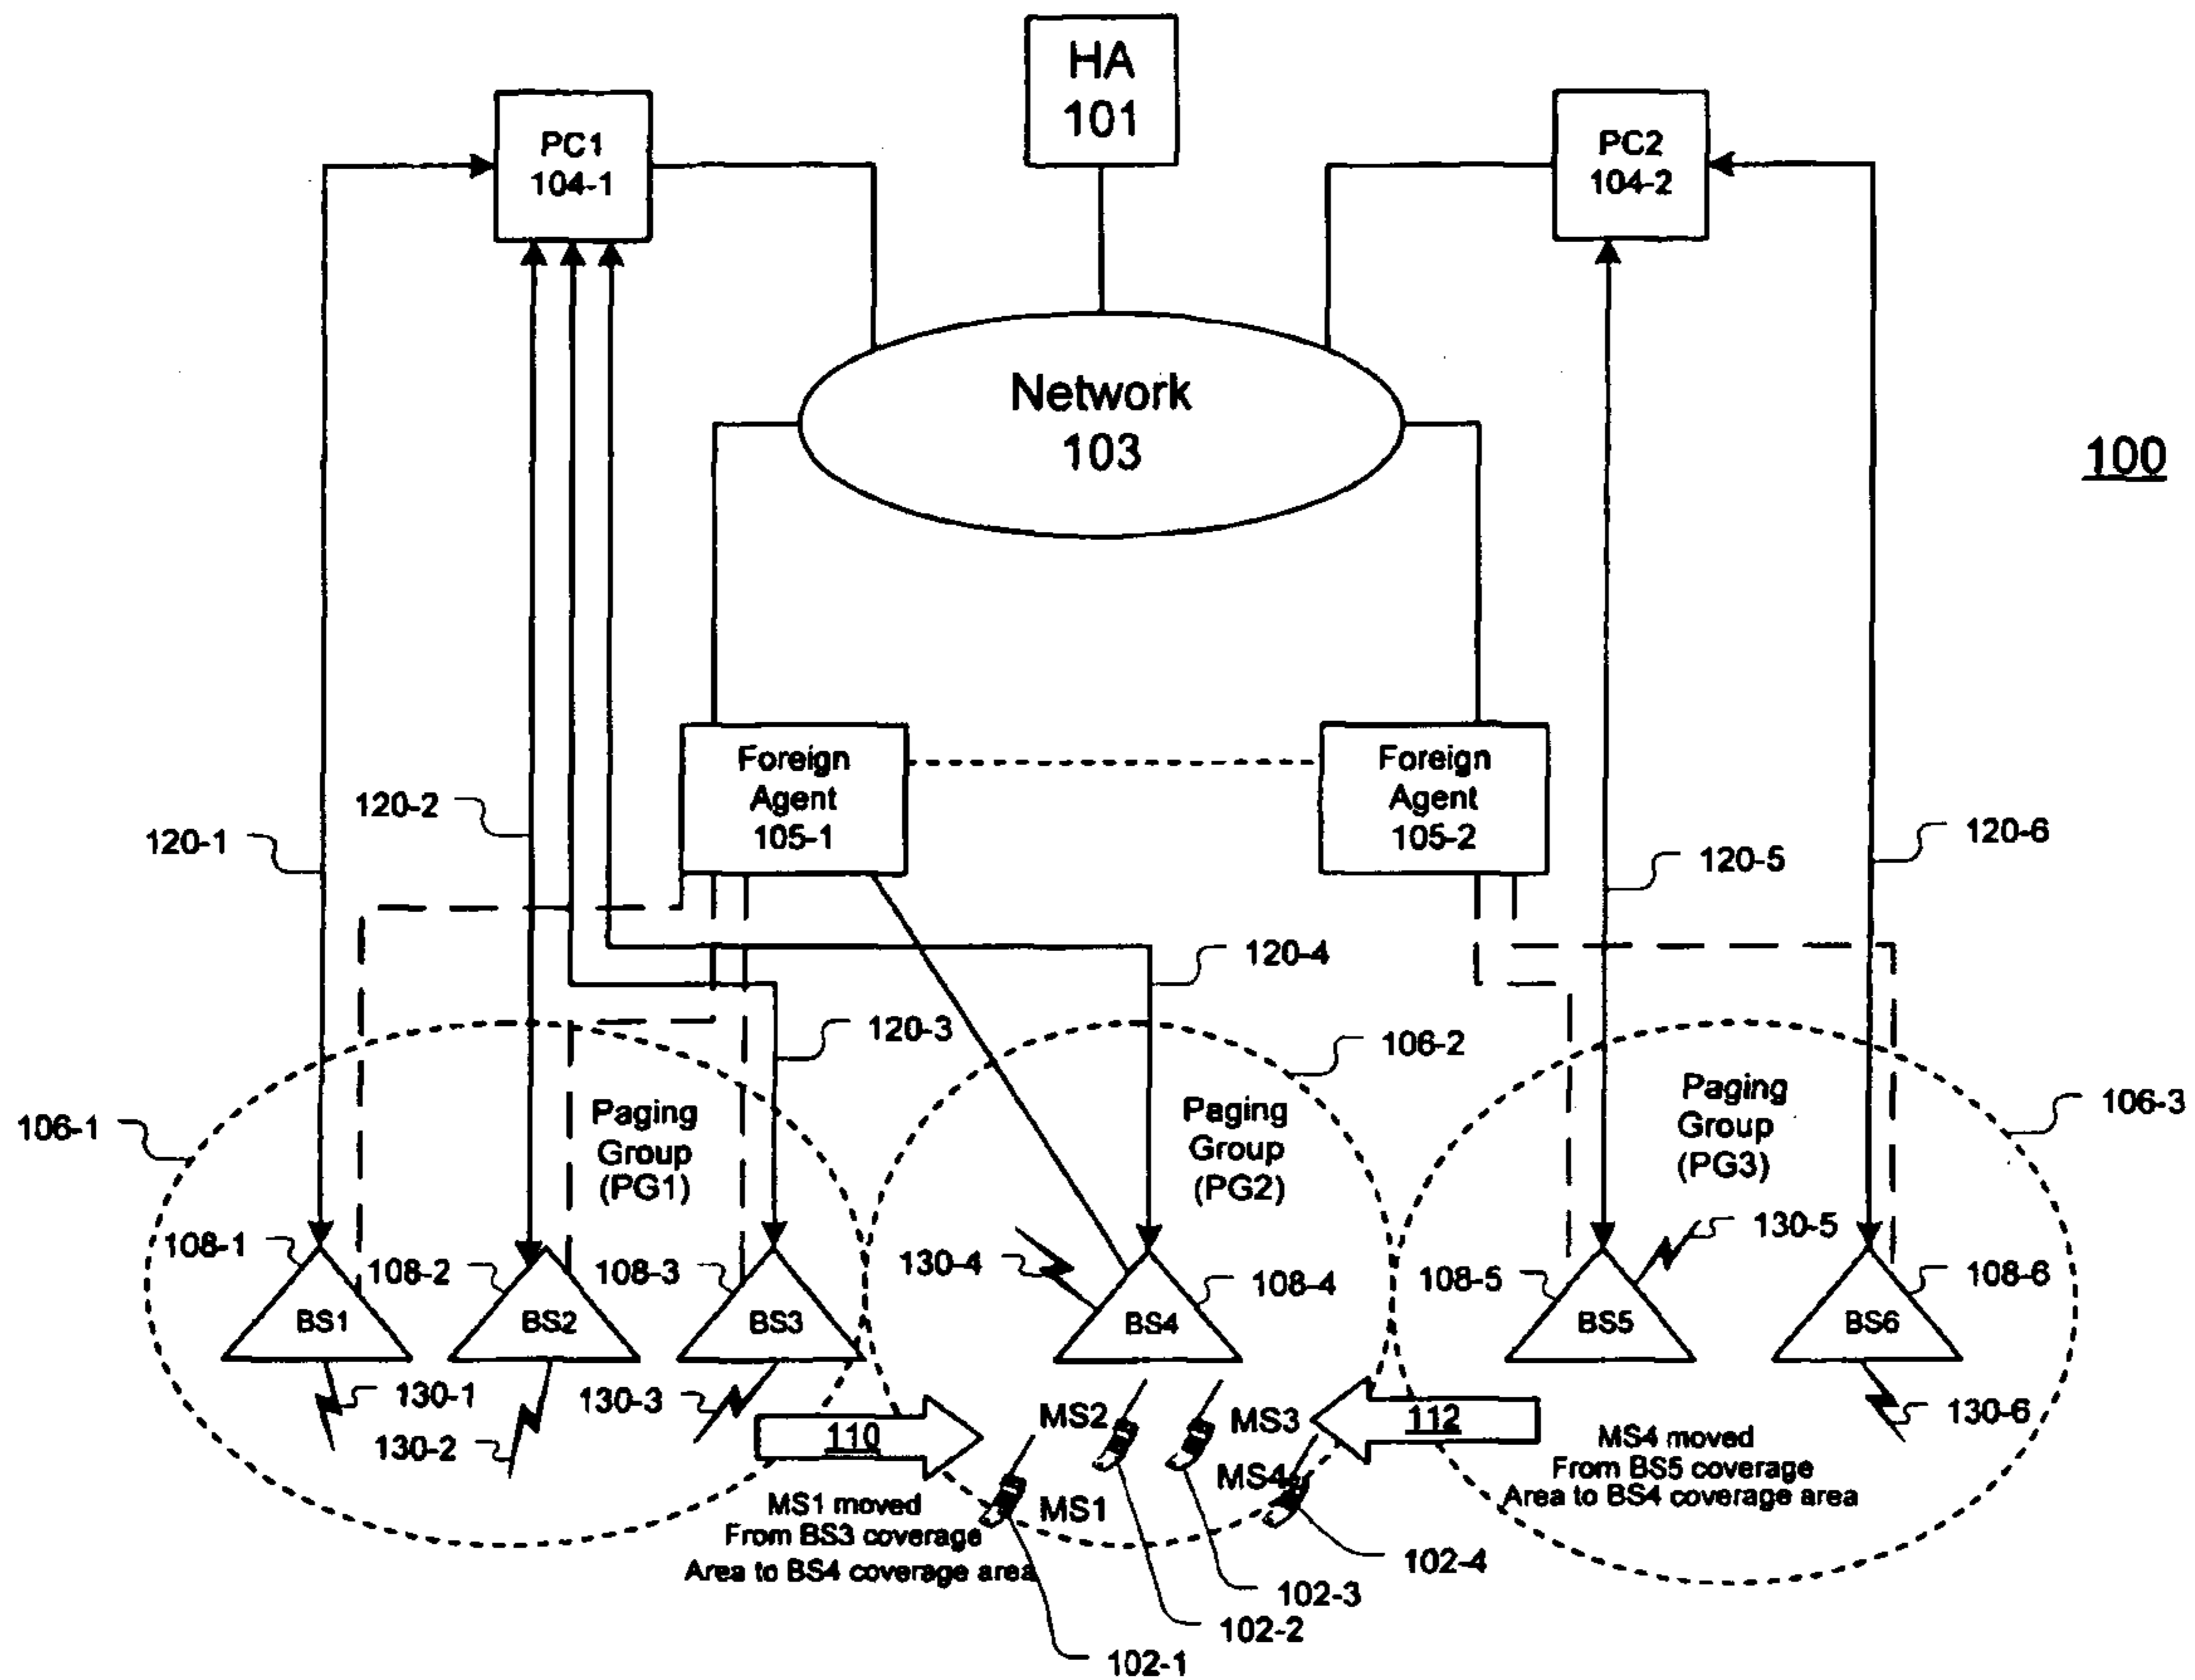 HA
101
PC1
104-1
PC2
104-2
Network
103
100
Foreign
Agent
105-1
Foreign
Agent
105-2
120-1
120-2
120-3
120-4
120-5
120-6
106-1
106-2
106-3
Paging
Group
(PG1)
Paging
Group
(PG2)
Paging
Group
(PG3)
108-1
108-2
108-3
108-4
108-5
108-6
BS1
BS2
BS3
BS4
BS5
BS6
130-1
130-2
130-3
130-4
130-5
130-6
110
112
MS2
MS3
MS1
MS4
MS1 moved
From BS3 coverage
Area to BS4 coverage area
MS4 moved
From BS5 coverage
Area to BS4 coverage area
102-4
102-3
102-2
102-1